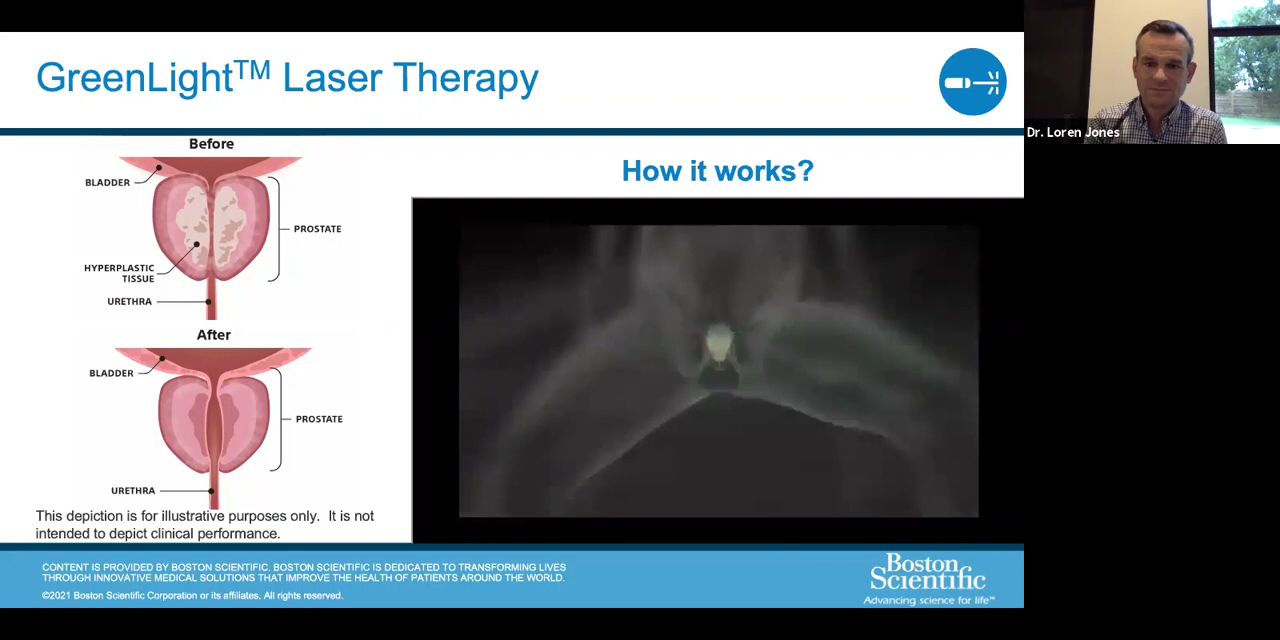 GreenLight™ Laser Therapy
Before
BLADDER
PROSTATE
HYPERPLASTIC
TISSUE
URETHRA
After
BLADDER
PROSTATE
URETHRA
This depiction is for illustrative purposes only.  It is not
intended to depict clinical performance.
How it works?
Dr. Loren Jones
CONTENT IS PROVIDED BY BOSTON SCIENTIFIC. BOSTON SCIENTIFIC IS DEDICATED TO TRANSFORMING LIVES
THROUGH INNOVATIVE MEDICAL SOLUTIONS THAT IMPROVE THE HEALTH OF PATIENTS AROUND THE WORLD.
©2021 Boston Scientific Corporation or its affiliates. All rights reserved.
Boston
Scientific
Advancing science for life™